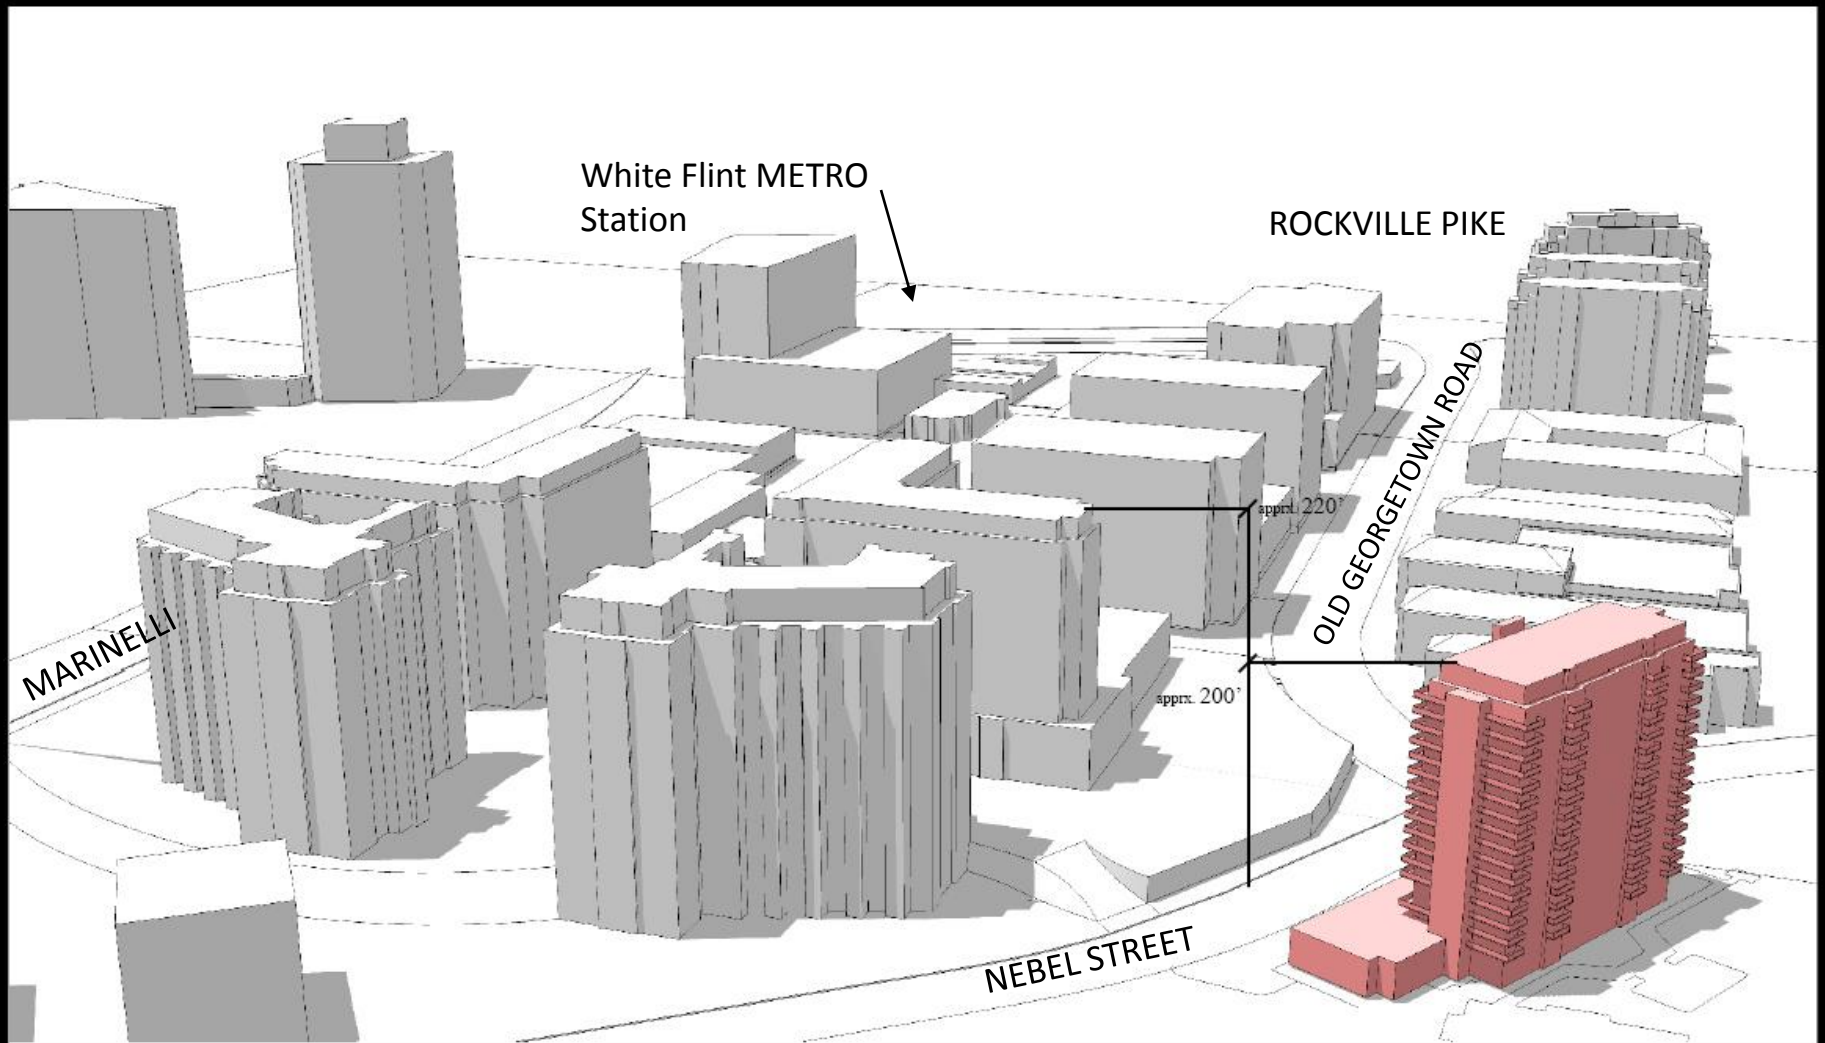 White Flint METRO
Station
ROCKVILLE PIKE
OLD GEORGETOWN ROAD
apprx. 220'
MARINELLI
apprx. 200'
NEBEL STREET